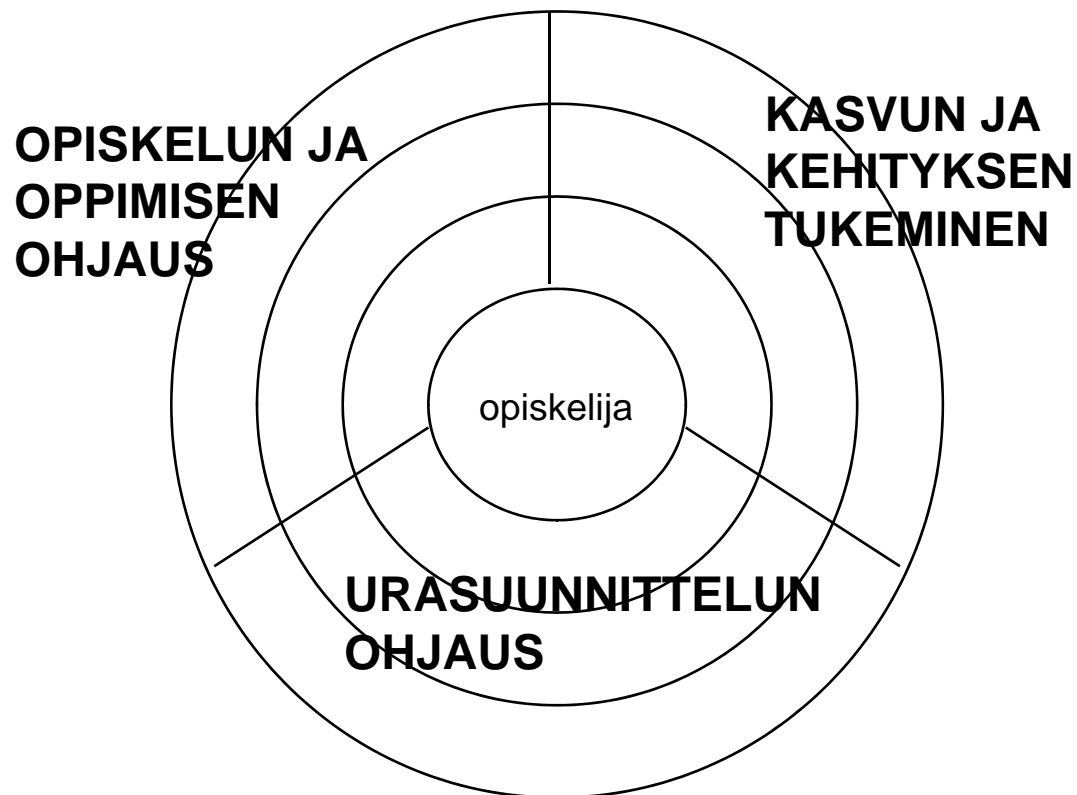 OPISKELUN JA
OPPIMISEN
OHJAUS
KASVUN JA
KEHITYKSEN
TUKEMINEN
opiskelija
URASUUNNITTELUN
OHJAUS